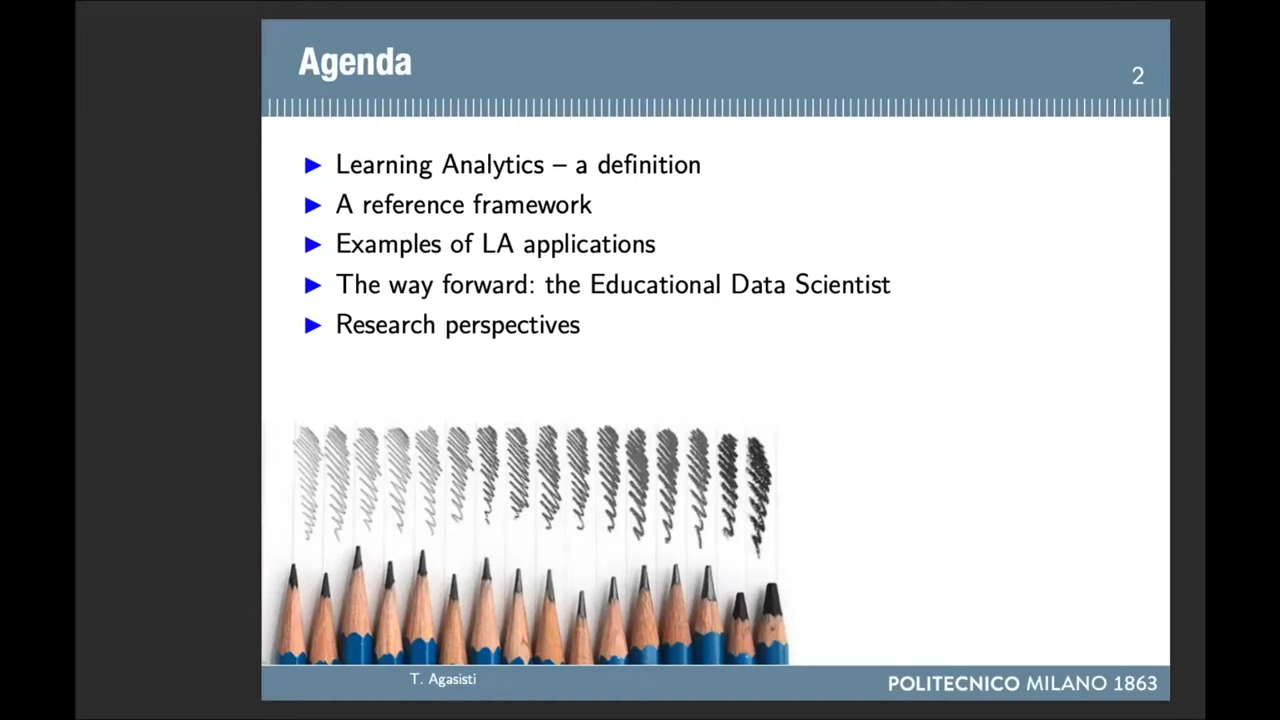 Agenda
2
Learning Analytics – a definition
A reference framework
Examples of LA applications
The way forward: the Educational Data Scientist
Research perspectives
T. Agasisti
POLITECNICO MILANO 1863